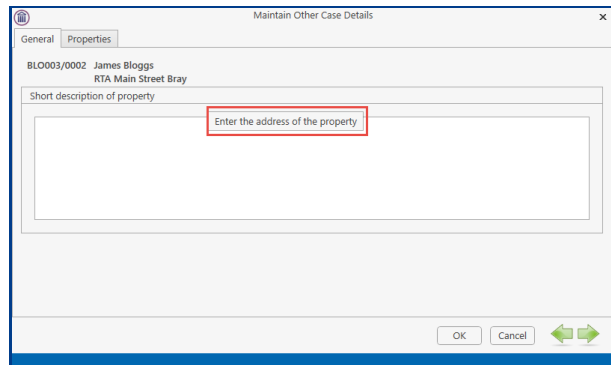 Maintain Other Case Details
x
General Properties
BLO003/0002 James Bloggs
RTA Main Street Bray
Short description of property
Enter the address of the property
OK Cancel